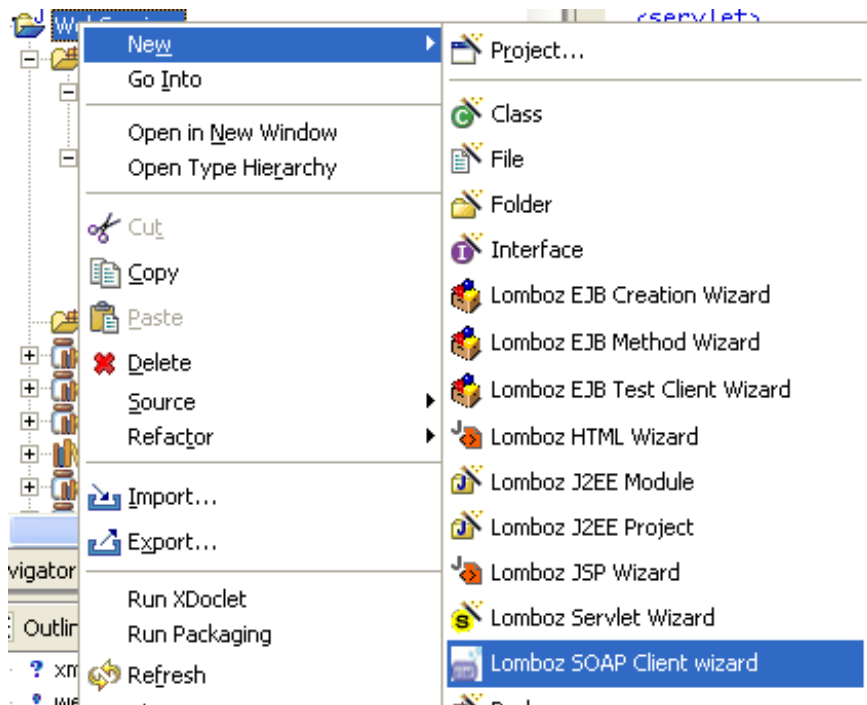 <servlet>
New
Go Into
Open in New Window
Open Type Hierarchy
Cut
Copy
Paste
Delete
Source
Refactor
Import...
Export...
Run XDoclet
Run Packaging
Refresh
Project...
Class
File
Folder
Interface
Lomboz EJB Creation Wizard
Lomboz EJB Method Wizard
Lomboz EJB Test Client Wizard
Lomboz HTML Wizard
Lomboz J2EE Module
Lomboz J2EE Project
Lomboz JSP Wizard
Lomboz Servlet Wizard
Lomboz SOAP Client wizard
vigator
Outlin
xm